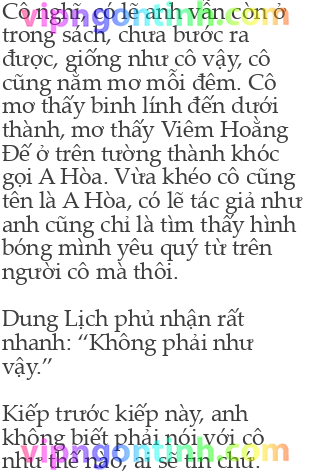 Cô nghĩ, có lẽ anh vẫn còn ở
vipngontinh.com
trong sách, chưa bước ra
được, giống như cô vậy, cô
cũng nằm mơ mỗi đêm. Cô
mơ thấy binh lính đến dưới
thành, mơ thấy Viêm Hoằng
Đế ở trên tường thành khóc
gọi A Hòa. Vừa khéo cô cũng
tên là A Hòa, có lẽ tác giả như
anh cũng chỉ là tìm thấy hình
bóng mình yêu quý từ trên
người cô mà thôi.
Dung Lịch phủ nhận rất
nhanh: “Không phải như
vậy.”
Kiếp trước kiếp này, anh
không biết phải nói với cô
vipngontinh.com
như thế nào, ai sẽ tin chứ.